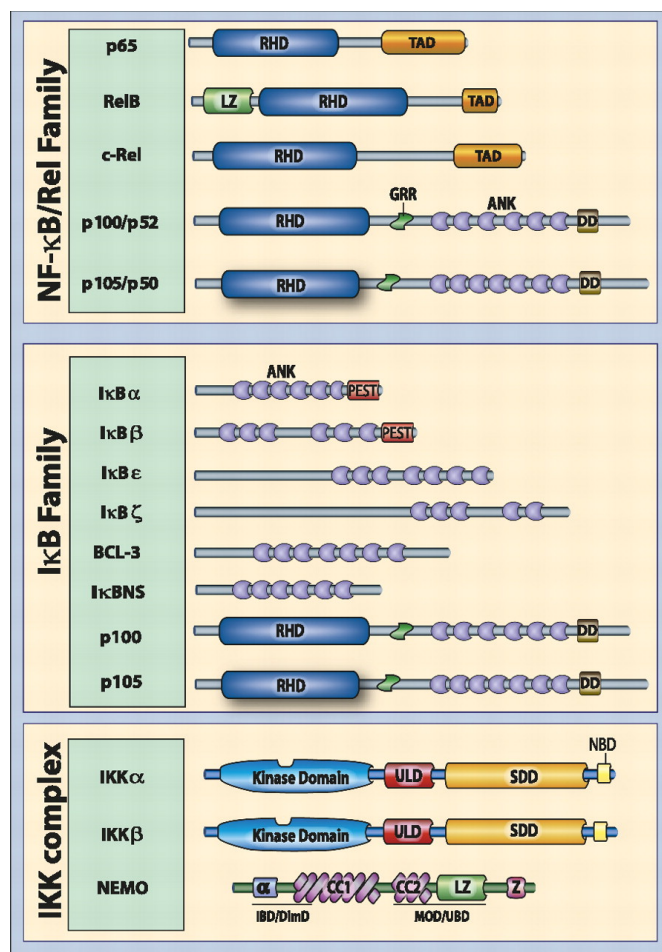 NF-κB/Rel Family
p65
RHD
TAD
RelB
LZ
RHD
TAD
c-Rel
RHD
TAD
GRR
ANK
p100/p52
RHD
DD
p105/p50
RHD
DD
IκB Family
ANK
IκBα
PEST
IκBβ
PEST
IκBε
IκBζ
BCL-3
IκBNS
p100
RHD
DD
p105
RHD
DD
IKK complex
NBD
IKKα
Kinase Domain
ULD
SDD
IKKβ
Kinase Domain
ULD
SDD
NEMO
α
CC1
CC2
LZ
Z
IBD/DimD
MOD/UBD